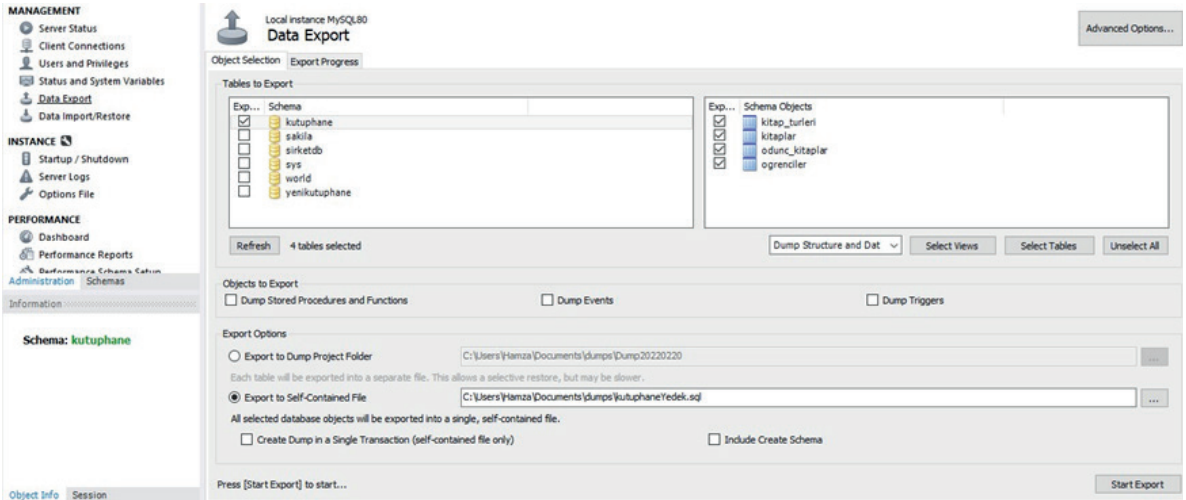 MANAGEMENT
Server Status
Client Connections
Users and Privileges
Status and System Variables
Data Export
Data Import/Restore
INSTANCE
Startup / Shutdown
Server Logs
Options File
PERFORMANCE
Dashboard
Performance Reports
Performance Schema Setup
Administration Schemas
Information
Schema: kutuphane
Object Info Session
Local instance MySQL80
Data Export
Advanced Options...
Object Selection Export Progress
Tables to Export
Exp... Schema
kutuphane
sakila
sirketdb
sys
world
yenikutuphane
Exp... Schema Objects
kitap_turleri
kitaplar
odunc_kitaplar
ogrenciler
Refresh 4 tables selected Dump Structure and Dat Select Views Select Tables Unselect All
Objects to Export
Dump Stored Procedures and Functions Dump Events Dump Triggers
Export Options
Export to Dump Project Folder C:\Users\Hamza\Documents\dumps\Dump20220220 ...
Each table will be exported into a separate file. This allows a selective restore, but may be slower.
Export to Self-Contained File C:\Users\Hamza\Documents\dumps\kutuphaneYedek.sql ...
All selected database objects will be exported into a single, self-contained file.
Create Dump in a Single Transaction (self-contained file only) Include Create Schema
Press [Start Export] to start... Start Export